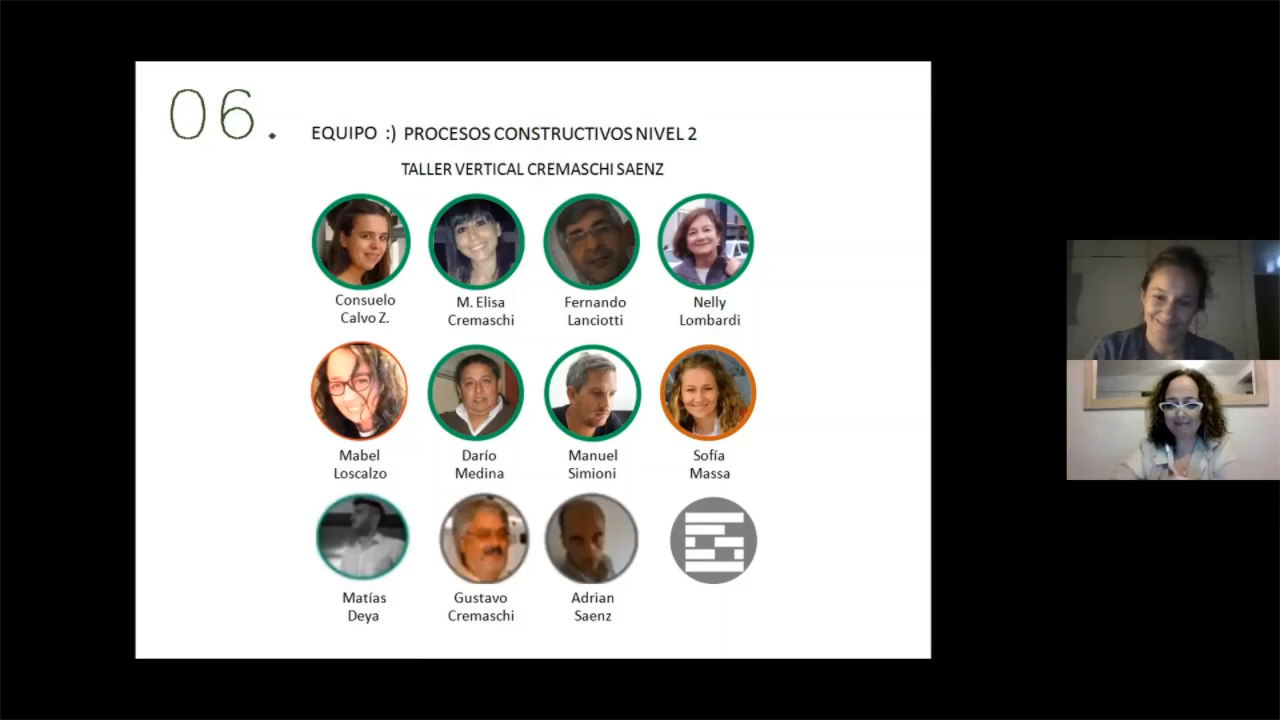 06.
EQUIPO :) PROCESOS CONSTRUCTIVOS NIVEL 2
TALLER VERTICAL CREMASCHI SAENZ
Consuelo
Calvo Z.
M. Elisa
Cremaschi
Fernando
Lanciotti
Nelly
Lombardi
Mabel
Loscalzo
Darío
Medina
Manuel
Simioni
Sofía
Massa
Matías
Deya
Gustavo
Cremaschi
Adrian
Saenz